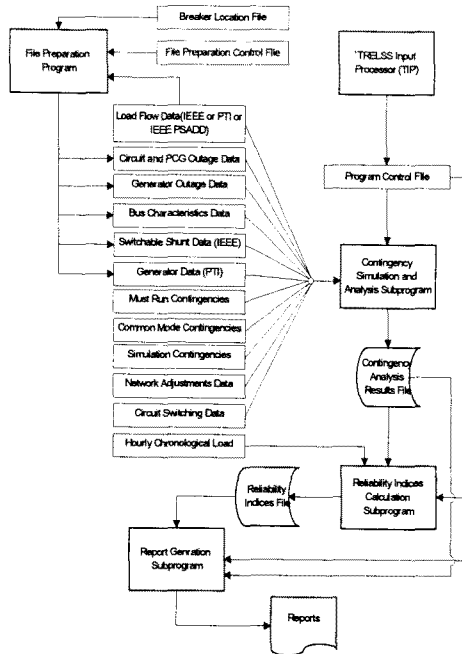 Breaker Location File
File Preparation
Program
File Preparation Control File
'TRELSS Input
Processor (TIP)
Load Flow Data(IEEE or PTI or
IEEE PSADD)
Circuit and PCG Outage Data
Program Control File
Generator Outage Data
Bus Characteristics Data
Switchable Shunt Data (IEEE)
Generator Data (PTI)
Contingency
Simulation and
Analysis Subprogram
Must Run Contingencies
Common Mode Contingencies
Simulation Contingencies
Network Adjustments Data
Circuit Switching Data
Contingency
Analysis
Results File
Hourly Chronological Load
Reliability
Indices File
Reliability Indices
Calculation
Subprogram
Report Genration
Subprogram
Reports